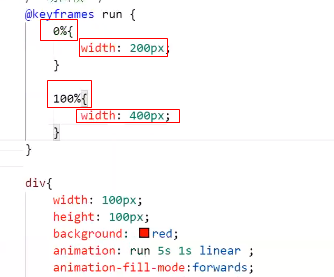 @keyframes run {
0%{
width: 200px;
}
100%{
width: 400px;
}
}
div{
width: 100px;
height: 100px;
background: red;
animation: run 5s 1s linear ;
animation-fill-mode:forwards;